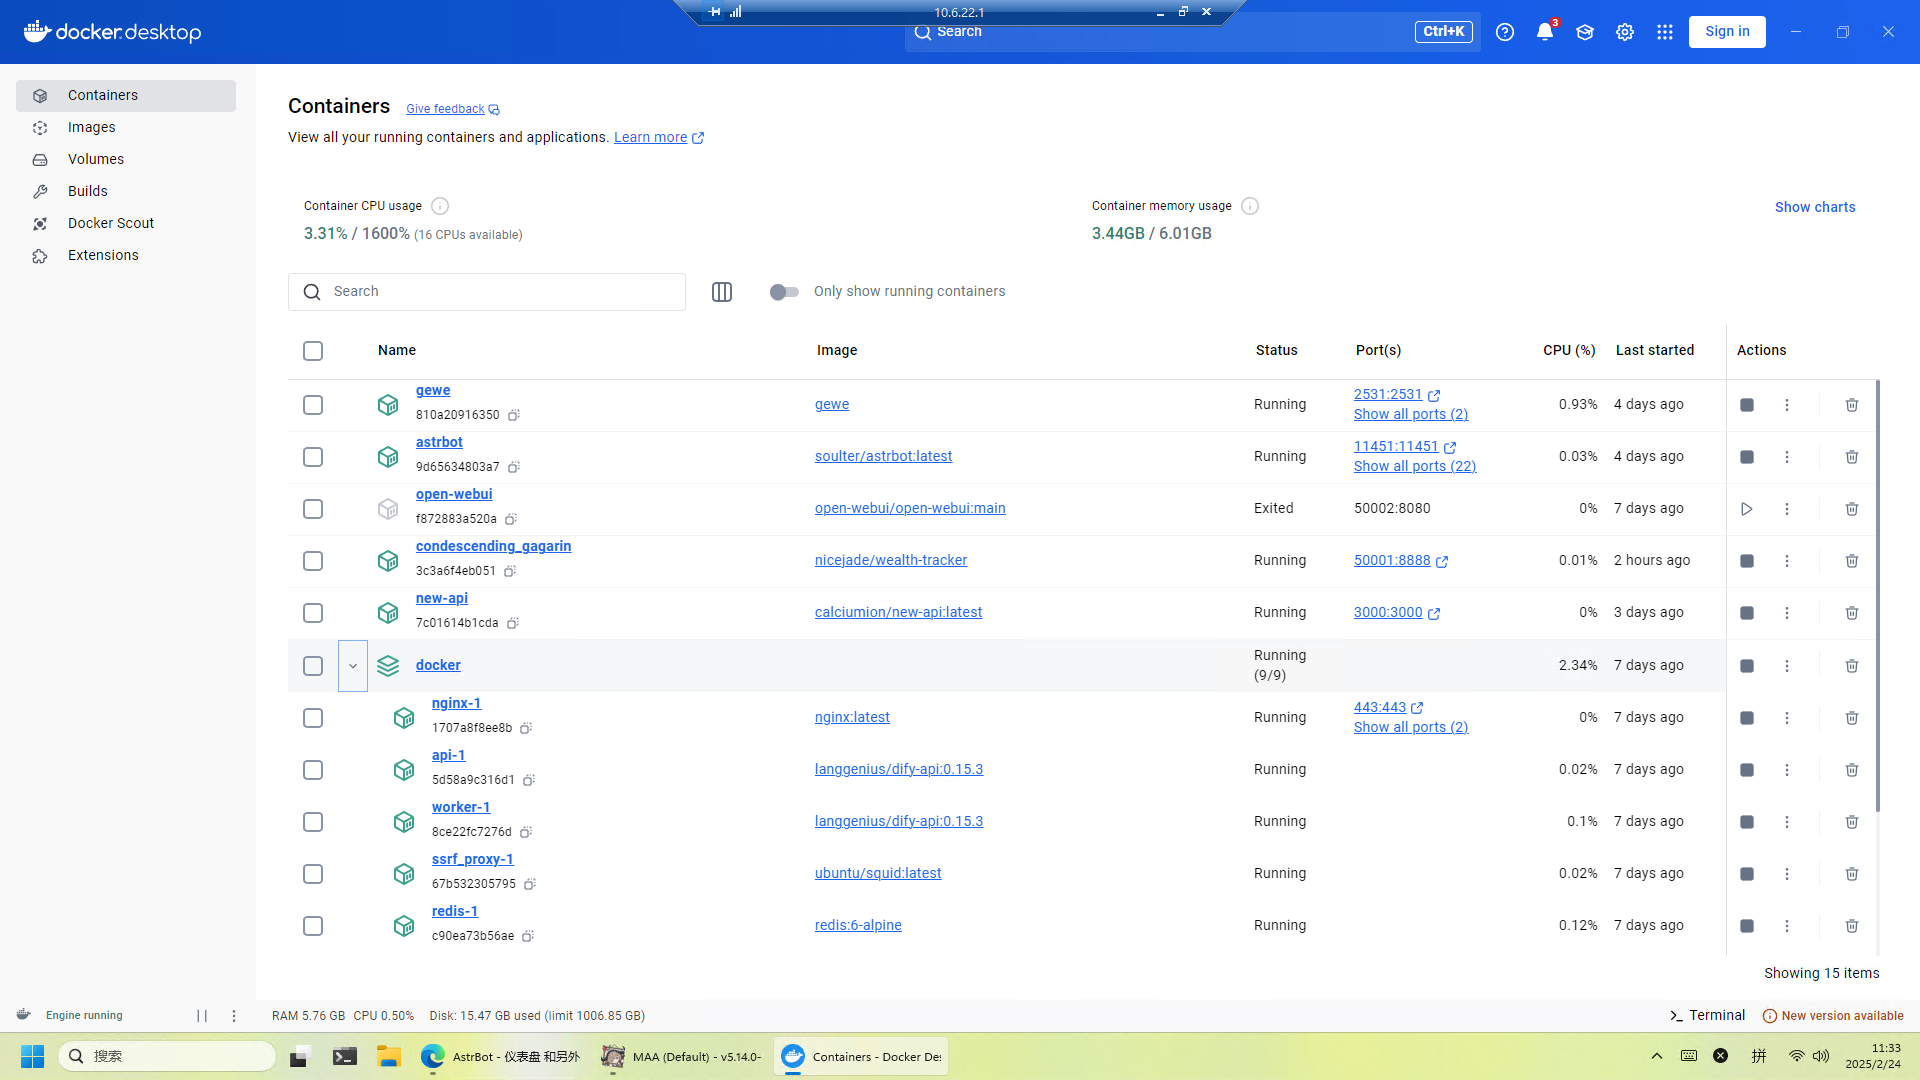 10.6.22.1
docker.desktop
Search
Ctrl+K
3
Sign in
Containers
Images
Volumes
Builds
Docker Scout
Extensions
Containers
Give feedback
View all your running containers and applications. Learn more
Container CPU usage
3.31% / 1600% (16 CPUs available)
Container memory usage
3.44GB / 6.01GB
Show charts
Search
Only show running containers
Name Image Status Port(s) CPU (%) Last started Actions
gewe
810a20916350
gewe
Running
2531:2531
Show all ports (2)
0.93%
4 days ago
astrbot
9d65634803a7
soulter/astrbot:latest
Running
11451:11451
Show all ports (22)
0.03%
4 days ago
open-webui
f872883a520a
open-webui/open-webui:main
Exited
50002:8080
0%
7 days ago
condescending_gagarin
3c3a6f4eb051
nicejade/wealth-tracker
Running
50001:8888
0.01%
2 hours ago
new-api
7c01614b1cda
calciumion/new-api:latest
Running
3000:3000
0%
3 days ago
docker
Running
(9/9)
2.34%
7 days ago
nginx-1
1707a8f8ee8b
nginx:latest
Running
443:443
Show all ports (2)
0%
7 days ago
api-1
5d58a9c316d1
langgenius/dify-api:0.15.3
Running
0.02%
7 days ago
worker-1
8ce22fc7276d
langgenius/dify-api:0.15.3
Running
0.1%
7 days ago
ssrf_proxy-1
67b532305795
ubuntu/squid:latest
Running
0.02%
7 days ago
redis-1
c90ea73b56ae
redis:6-alpine
Running
0.12%
7 days ago
Showing 15 items
Engine running
RAM 5.76 GB CPU 0.50% Disk: 15.47 GB used (limit 1006.85 GB)
Terminal
New version available
搜索
AstrBot - 仪表盘 和另外
MAA (Default) - v5.14.0-
Containers - Docker De
拼
11:33
2025/2/24